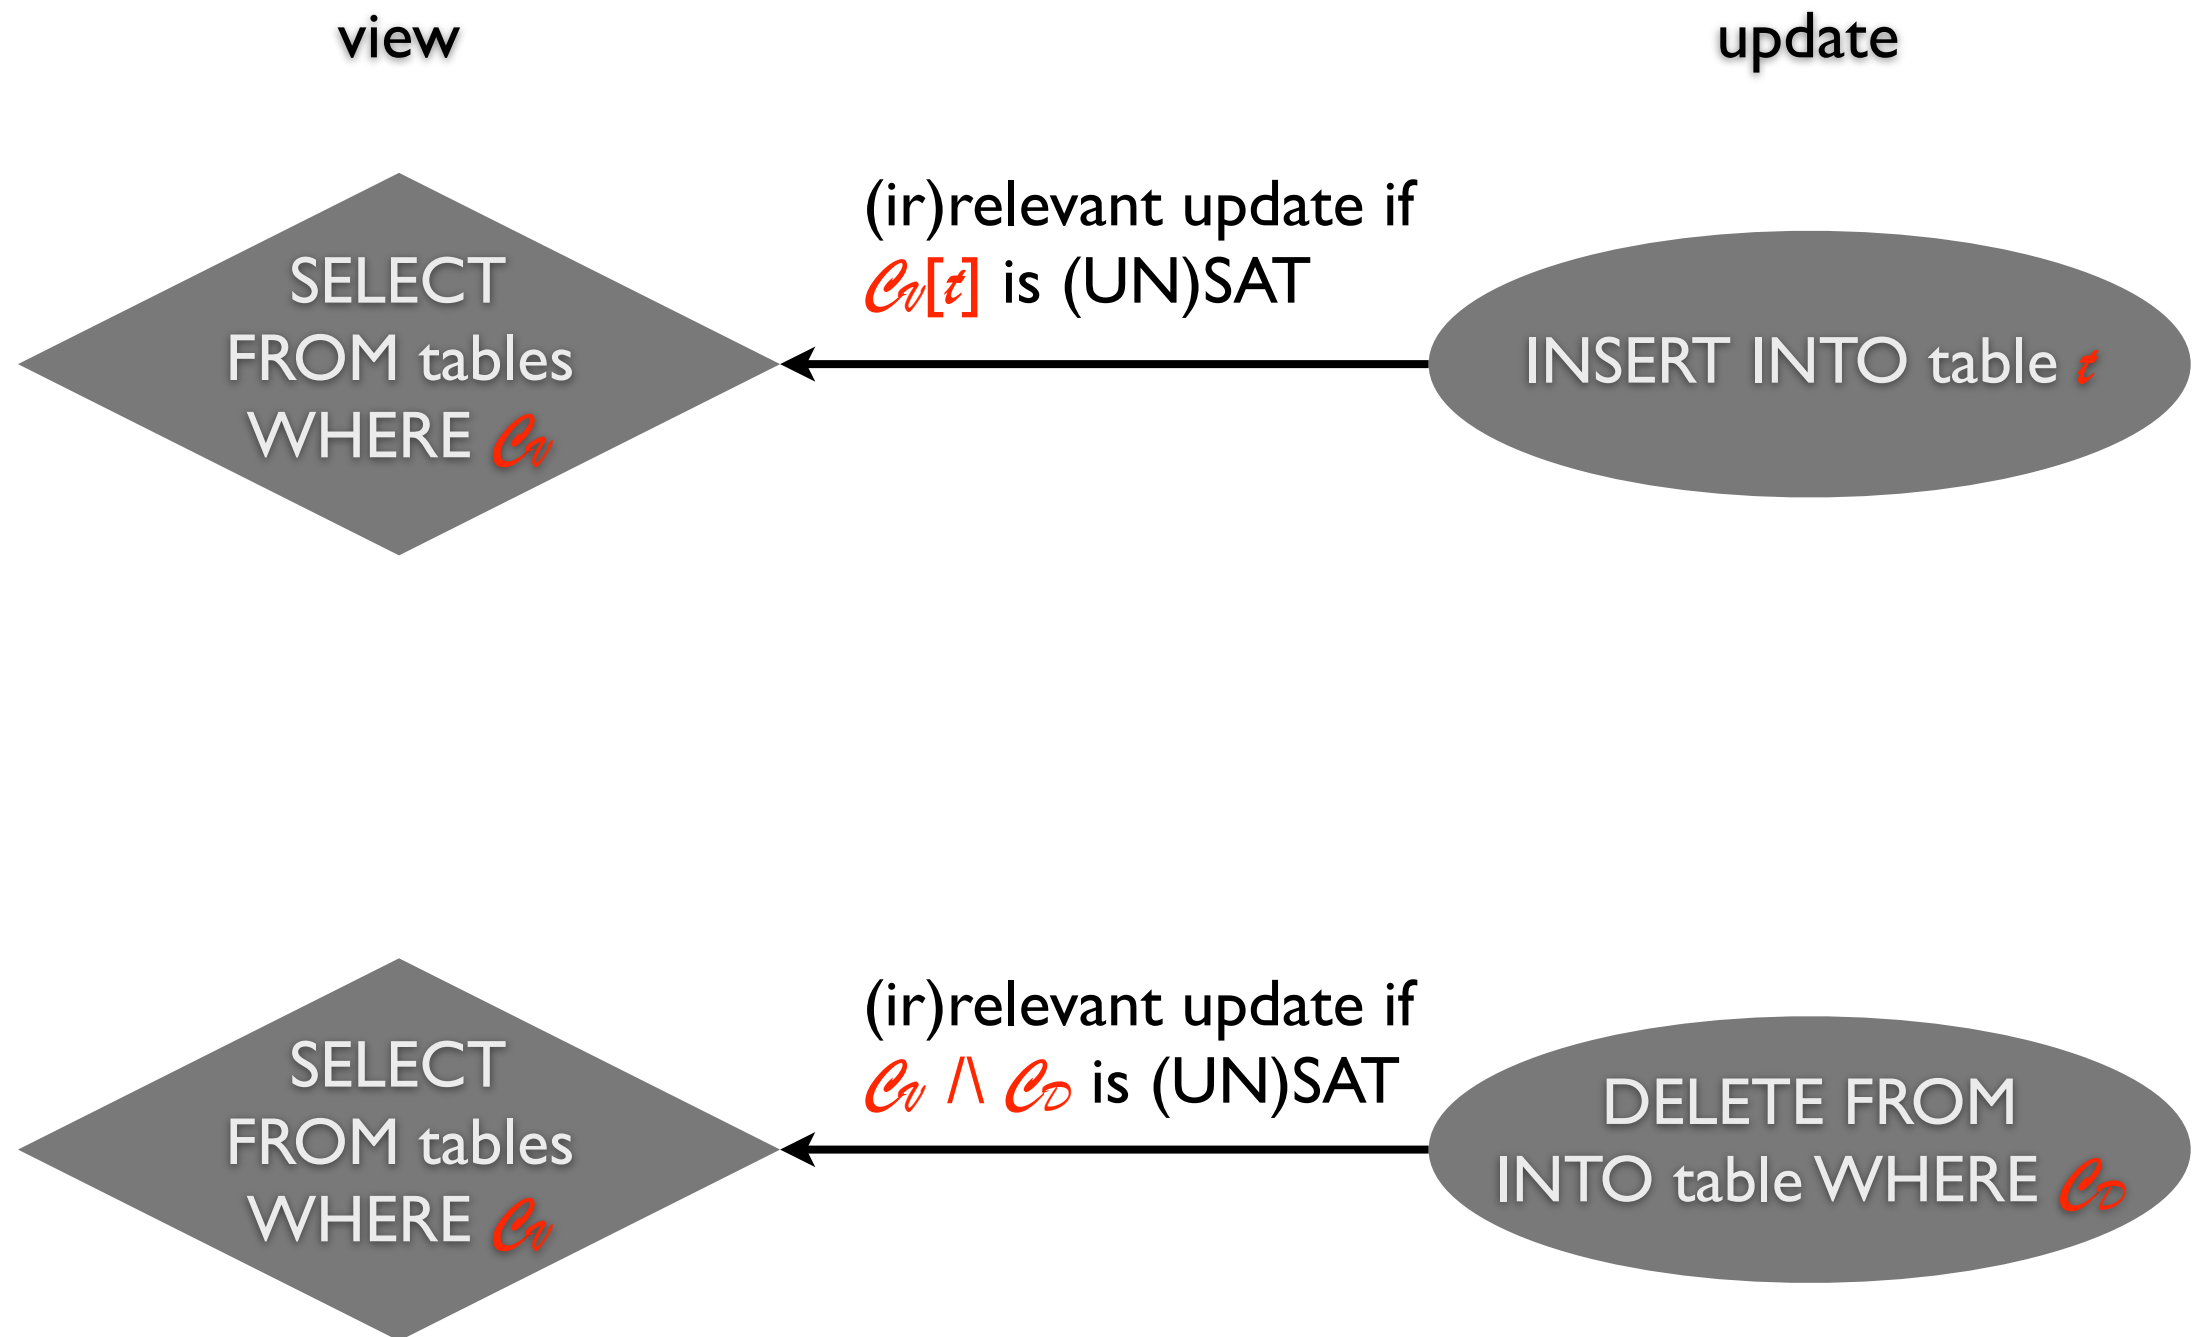 view
update
SELECT
FROM tables
WHERE 𝒞𝒱
(ir)relevant update if
𝒞𝒱[𝓉] is (UN)SAT
INSERT INTO table 𝓉
SELECT
FROM tables
WHERE 𝒞𝒱
(ir)relevant update if
𝒞𝒱 /\ 𝒞𝒟 is (UN)SAT
DELETE FROM
INTO table WHERE 𝒞𝒟